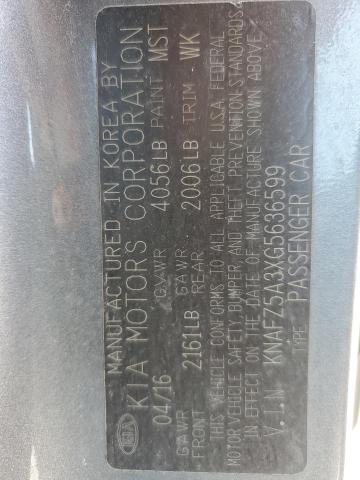 MANUFACTURED IN KOREA BY
KIA KIA MOTORS CORPORATION
04/16 GVWR 4056LB PAINT MST
GAWR FRONT 2161LB GAWR REAR 2006LB TRIM WK
THIS VEHICLE CONFORMS TO ALL APPLICABLE U.S.A. FEDERAL
MOTOR VEHICLE SAFETY, BUMPER, AND THEFT PREVENTION STANDARDS
IN EFFECT ON THE DATE OF MANUFACTURE SHOWN ABOVE.
V.I.N KNAFZ5A3XG5636599
TYPE PASSENGER CAR